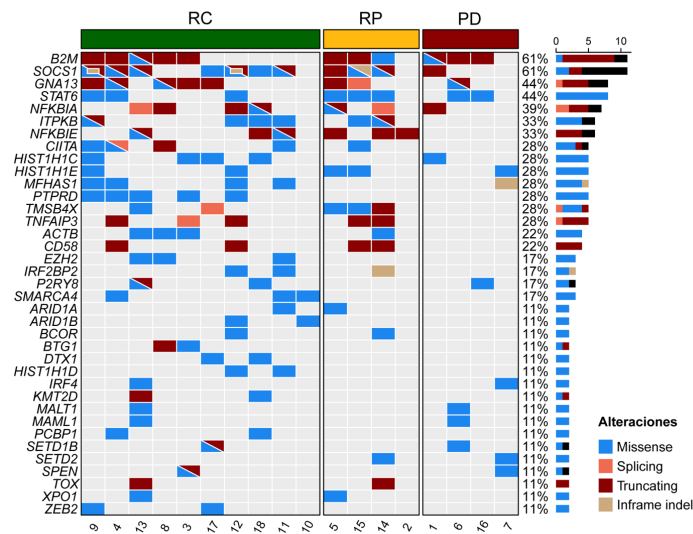 RC RP PD
0 5 10
B2M 61%
SOCS1 61%
GNA13 44%
STAT6 44%
NFKBIA 39%
ITPKB 33%
NFKBIE 33%
CIITA 28%
HIST1H1C 28%
HIST1H1E 28%
MFHAS1 28%
PTPRD 28%
TMSB4X 28%
TNFAIP3 28%
ACTB 22%
CD58 22%
EZH2 17%
IRF2BP2 17%
P2RY8 17%
SMARCA4 17%
ARID1A 11%
ARID1B 11%
BCOR 11%
BTG1 11%
DTX1 11%
HIST1H1D 11%
IRF4 11%
KMT2D 11%
MALT1 11%
MAML1 11%
PCBP1 11%
SETD1B 11%
SETD2 11%
SPEN 11%
TOX 11%
XPO1 11%
ZEB2 11%
9 4 13 8 3 17 12 18 11 10 5 15 14 2 1 6 16 7
0 5 10
Alteraciones
Missense
Splicing
Truncating
Inframe indel